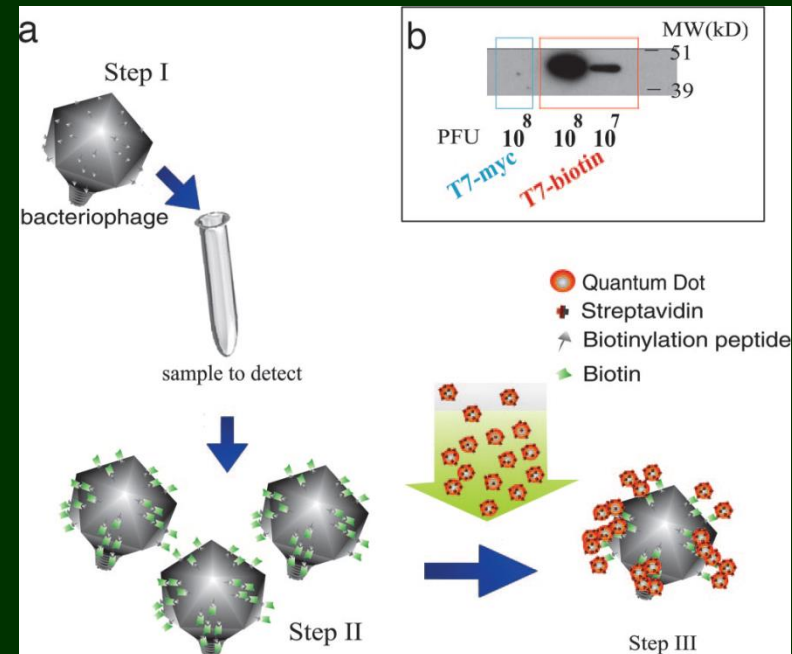 a
Step I
bacteriophage
sample to detect
b
MW(kD)
51
39
PFU 10^8 10^8 10^7
T7-myc
T7-biotin
Quantum Dot
Streptavidin
Biotinylation peptide
Biotin
Step II
Step III